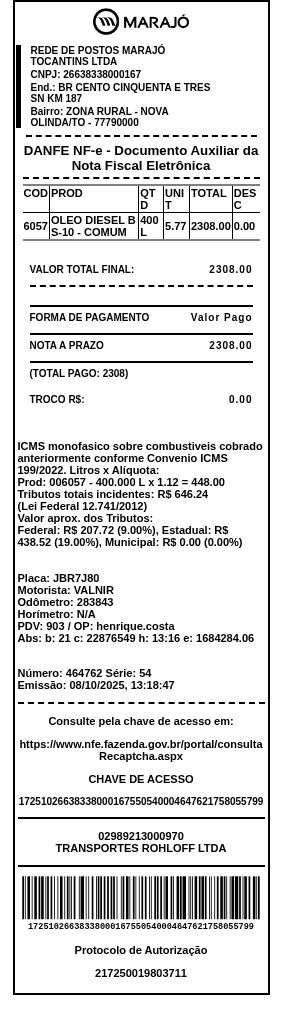 MARAJÓ
REDE DE POSTOS MARAJÓ
TOCANTINS LTDA
CNPJ: 26638338000167
End.: BR CENTO CINQUENTA E TRES
SN KM 187
Bairro: ZONA RURAL - NOVA
OLINDA/TO - 77790000
DANFE NF-e - Documento Auxiliar da
Nota Fiscal Eletrônica
COD PROD QT D UNI T TOTAL DES C
6057 OLEO DIESEL B S-10 - COMUM 400 L 5.77 2308.00 0.00
VALOR TOTAL FINAL: 2308.00
FORMA DE PAGAMENTO Valor Pago
NOTA A PRAZO 2308.00
(TOTAL PAGO: 2308)
TROCO R$: 0.00
ICMS monofasico sobre combustiveis cobrado
anteriormente conforme Convenio ICMS
199/2022. Litros x Alíquota:
Prod: 006057 - 400.000 L x 1.12 = 448.00
Tributos totais incidentes: R$ 646.24
(Lei Federal 12.741/2012)
Valor aprox. dos Tributos:
Federal: R$ 207.72 (9.00%), Estadual: R$
438.52 (19.00%), Municipal: R$ 0.00 (0.00%)
Placa: JBR7J80
Motorista: VALNIR
Odômetro: 283843
Horímetro: N/A
PDV: 903 / OP: henrique.costa
Abs: b: 21 c: 22876549 h: 13:16 e: 1684284.06
Número: 464762 Série: 54
Emissão: 08/10/2025, 13:18:47
Consulte pela chave de acesso em:
https://www.nfe.fazenda.gov.br/portal/consulta
Recaptcha.aspx
CHAVE DE ACESSO
17251026638338000167550540004647621758055799
02989213000970
TRANSPORTES ROHLOFF LTDA
17251026638338000167550540004647621758055799
Protocolo de Autorização
217250019803711